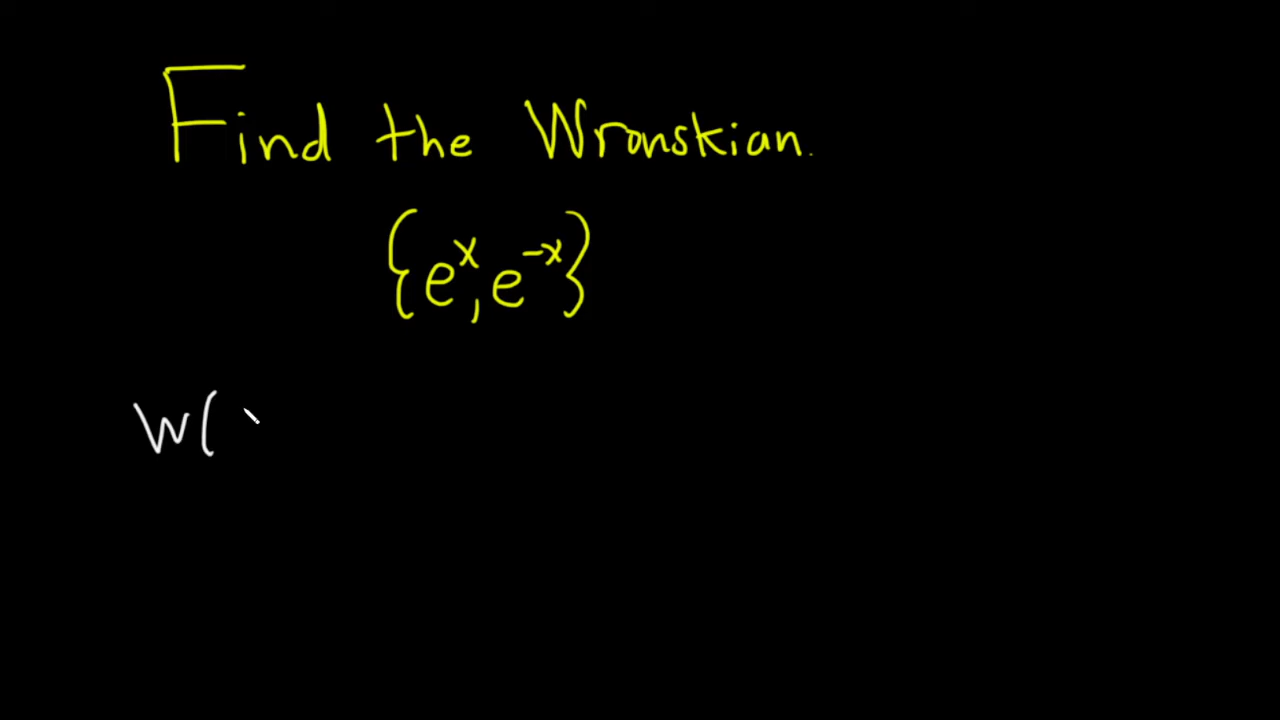 Find the Wronskian.
{e^x, e^-x}
W(